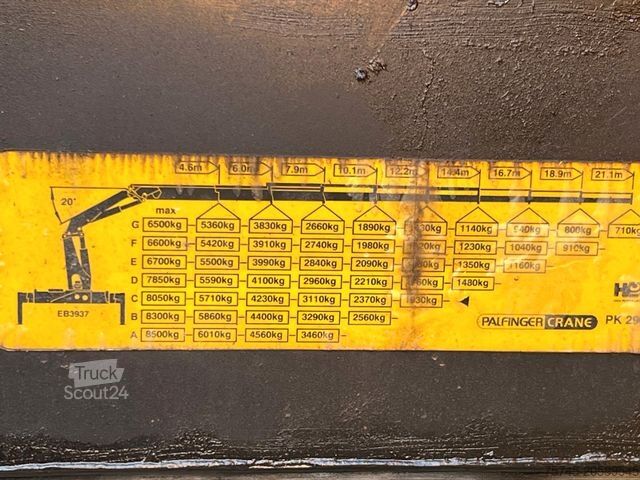 4.6m 6.0m 7.9m 10.1m 12.2m 14.4m 16.7m 18.9m 21.1m
20°
max
G 6500kg 5360kg 3830kg 2660kg 1890kg 1140kg 940kg 800kg 710kg
F 6600kg 5420kg 3910kg 2740kg 1980kg 1230kg 1040kg 910kg
E 6700kg 5500kg 3990kg 2840kg 2090kg 1350kg 1160kg
D 7850kg 5590kg 4100kg 2960kg 2210kg 1480kg
C 8050kg 5710kg 4230kg 3110kg 2370kg
B 8300kg 5860kg 4400kg 3290kg 2560kg
A 8500kg 6010kg 4560kg 3460kg
EB3937
PALFINGER CRANE PK
Truck
Scout24